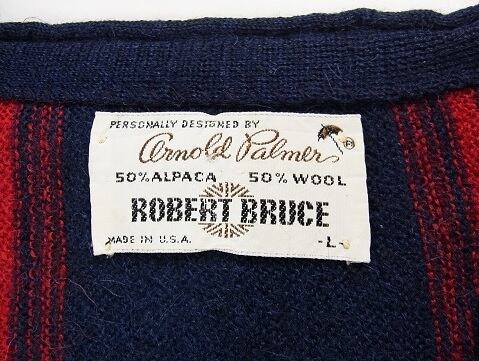 PERSONALLY DESIGNED BY
Arnold Palmer ®
50% ALPACA 50% WOOL
ROBERT BRUCE
MADE IN U.S.A. -L-